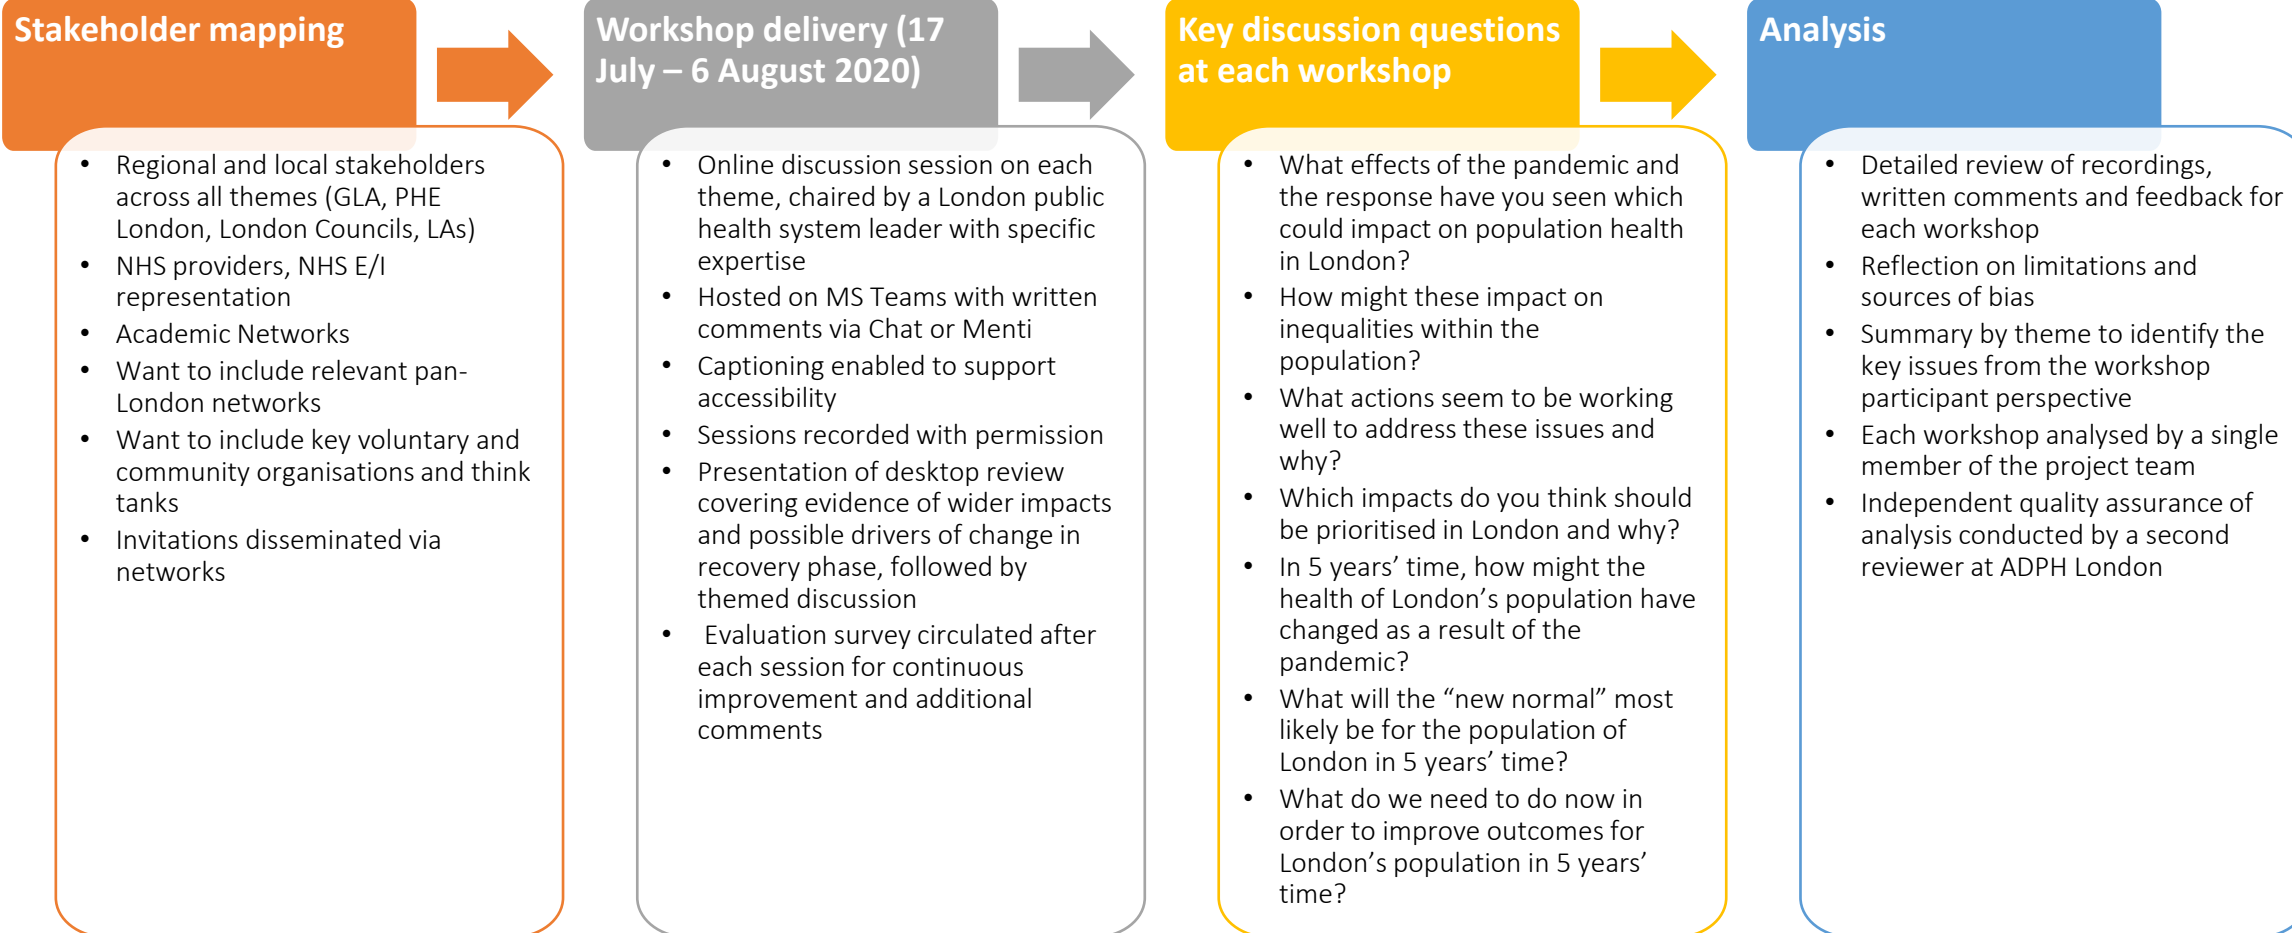 Stakeholder mapping
• Regional and local stakeholders
across all themes (GLA, PHE
London, London Councils, LAs)
• NHS providers, NHS E/I
representation
• Academic Networks
• Want to include relevant pan-
London networks
• Want to include key voluntary and
community organisations and think
tanks
• Invitations disseminated via
networks
Workshop delivery (17
July – 6 August 2020)
• Online discussion session on each
theme, chaired by a London public
health system leader with specific
expertise
• Hosted on MS Teams with written
comments via Chat or Menti
• Captioning enabled to support
accessibility
• Sessions recorded with permission
• Presentation of desktop review
covering evidence of wider impacts
and possible drivers of change in
recovery phase, followed by
themed discussion
• Evaluation survey circulated after
each session for continuous
improvement and additional
comments
Key discussion questions
at each workshop
• What effects of the pandemic and
the response have you seen which
could impact on population health
in London?
• How might these impact on
inequalities within the
population?
• What actions seem to be working
well to address these issues and
why?
• Which impacts do you think should
be prioritised in London and why?
• In 5 years’ time, how might the
health of London’s population have
changed as a result of the
pandemic?
• What will the “new normal” most
likely be for the population of
London in 5 years’ time?
• What do we need to do now in
order to improve outcomes for
London’s population in 5 years’
time?
Analysis
• Detailed review of recordings,
written comments and feedback for
each workshop
• Reflection on limitations and
sources of bias
• Summary by theme to identify the
key issues from the workshop
participant perspective
• Each workshop analysed by a single
member of the project team
• Independent quality assurance of
analysis conducted by a second
reviewer at ADPH London